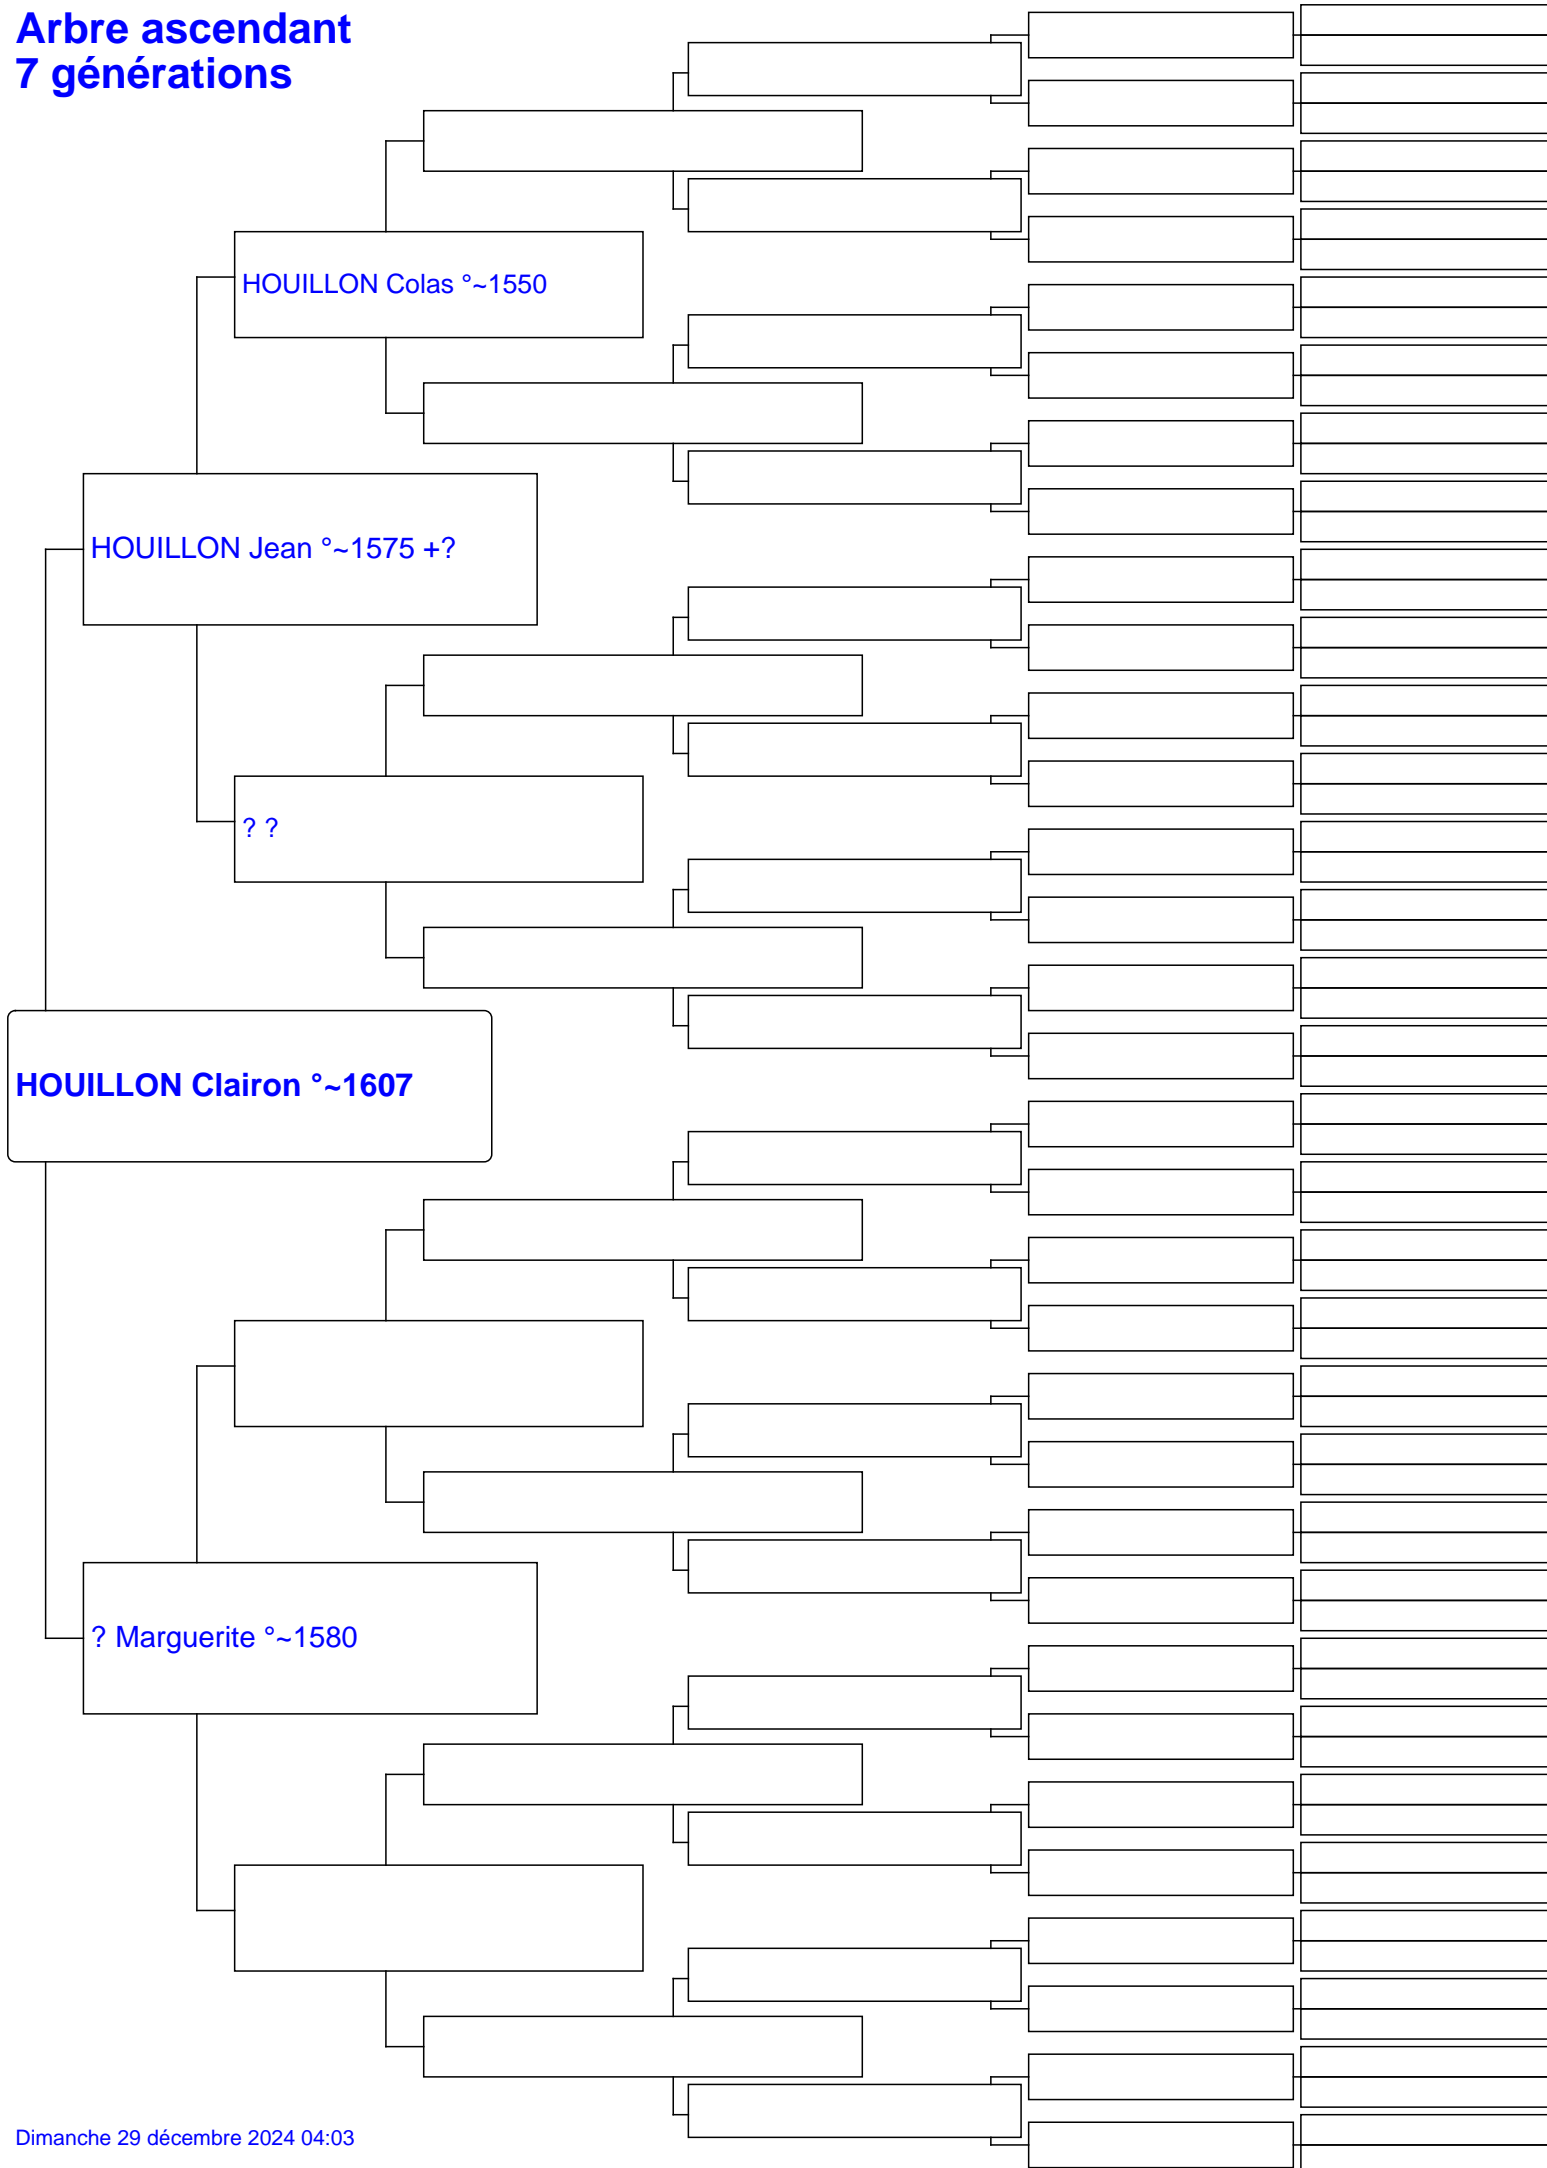 Arbre ascendant
7 générations
HOUILLON Colas °~1550
HOUILLON Jean °~1575 +?
? ?
HOUILLON Clairon °~1607
? Marguerite °~1580
Dimanche 29 décembre 2024 04:03